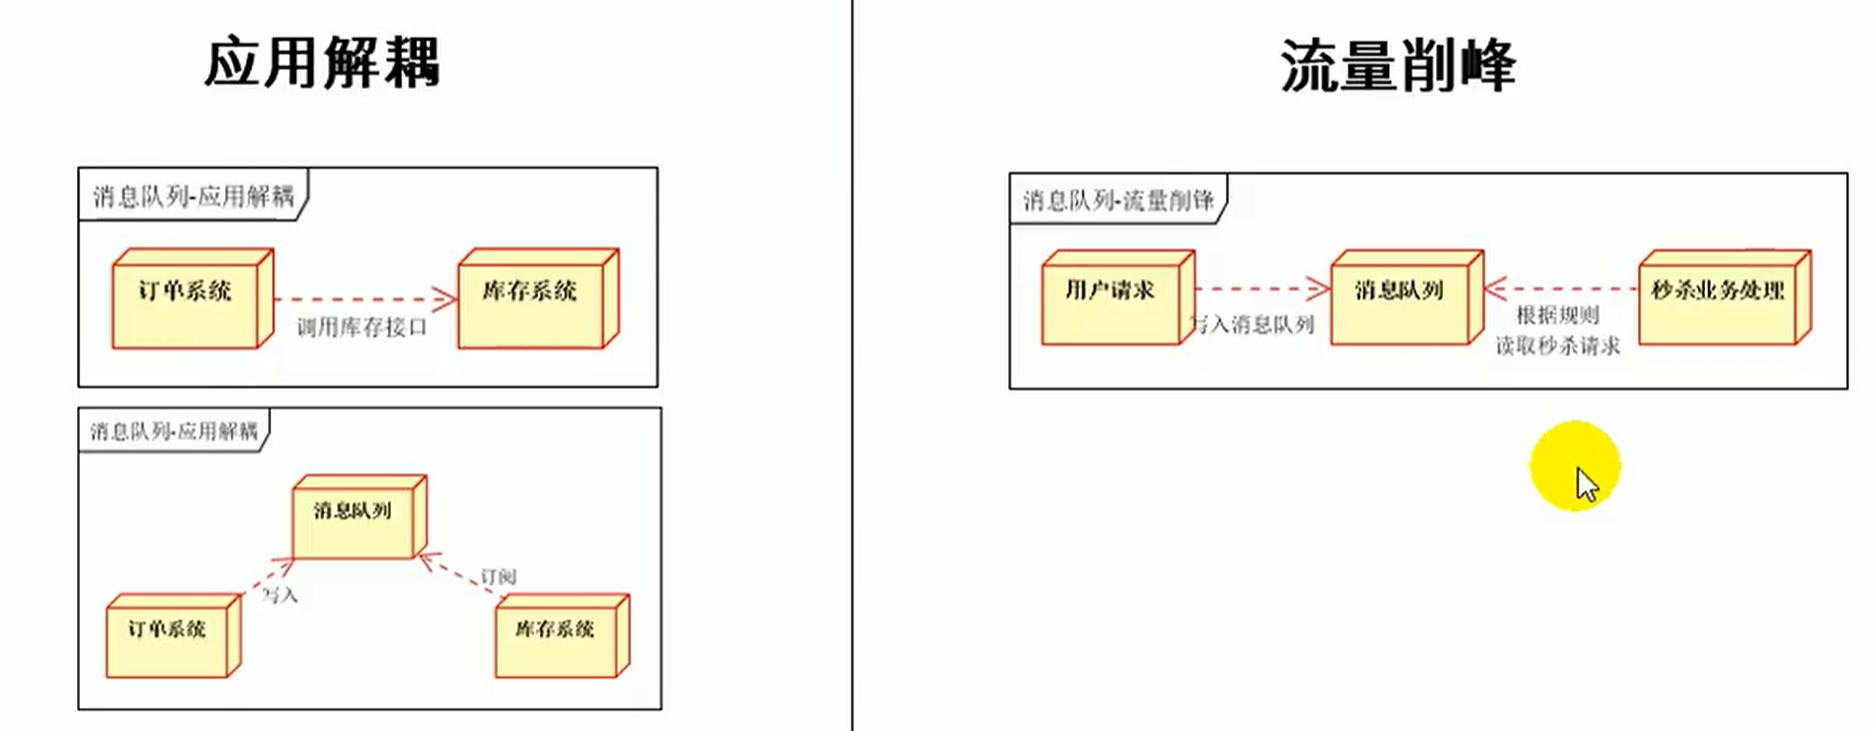 应用解耦
消息队列-应用解耦
订单系统
调用库存接口
库存系统
消息队列-应用解耦
消息队列
写入
订阅
订单系统
库存系统
流量削峰
消息队列-流量削锋
用户请求
写入消息队列
消息队列
根据规则
读取秒杀请求
秒杀业务处理